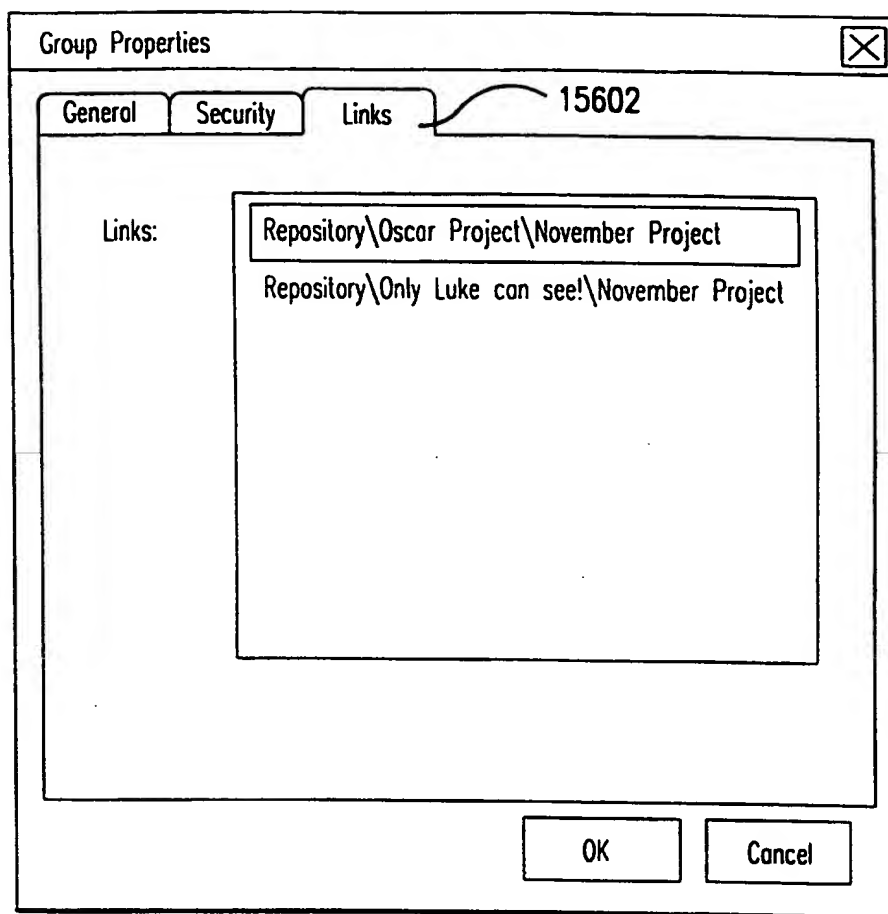 Group Properties
General Security Links 15602
Links: Repository\Oscar Project\November Project
Repository\Only Luke can see!\November Project
OK Cancel